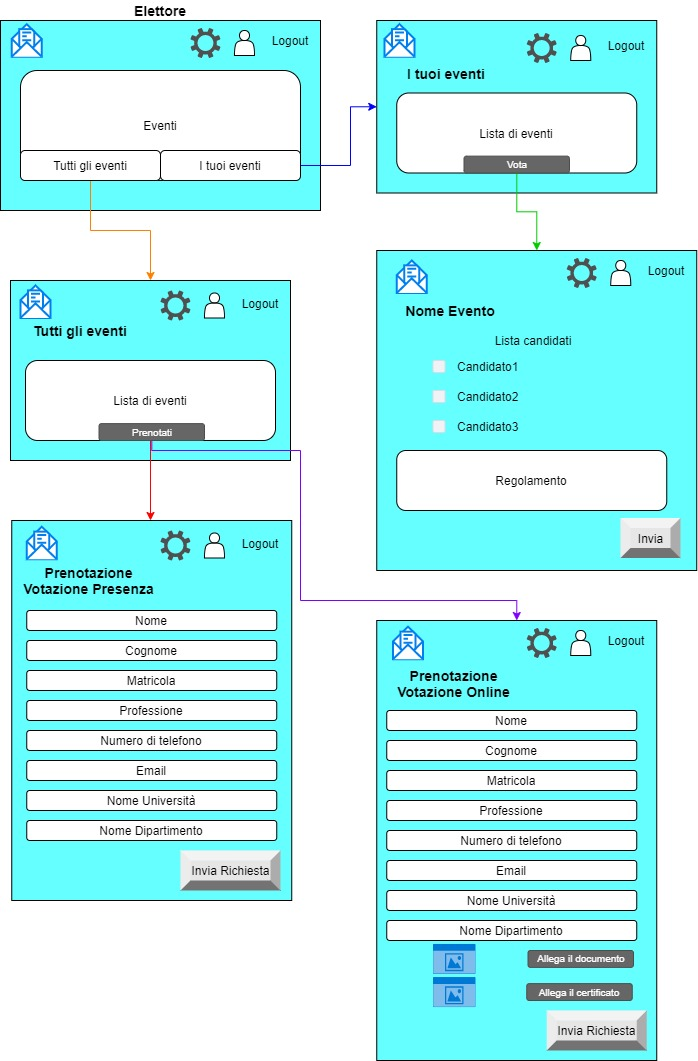 Elettore
Logout
Eventi
Tutti gli eventi
I tuoi eventi
Logout
I tuoi eventi
Lista di eventi
Vota
Logout
Tutti gli eventi
Lista di eventi
Prenotati
Logout
Nome Evento
Lista candidati
Candidato1
Candidato2
Candidato3
Regolamento
Invia
Logout
Prenotazione
Votazione Presenza
Nome
Cognome
Matricola
Professione
Numero di telefono
Email
Nome Università
Nome Dipartimento
Invia Richiesta
Logout
Prenotazione
Votazione Online
Nome
Cognome
Matricola
Professione
Numero di telefono
Email
Nome Università
Nome Dipartimento
Allega il documento
Allega il certificato
Invia Richiesta